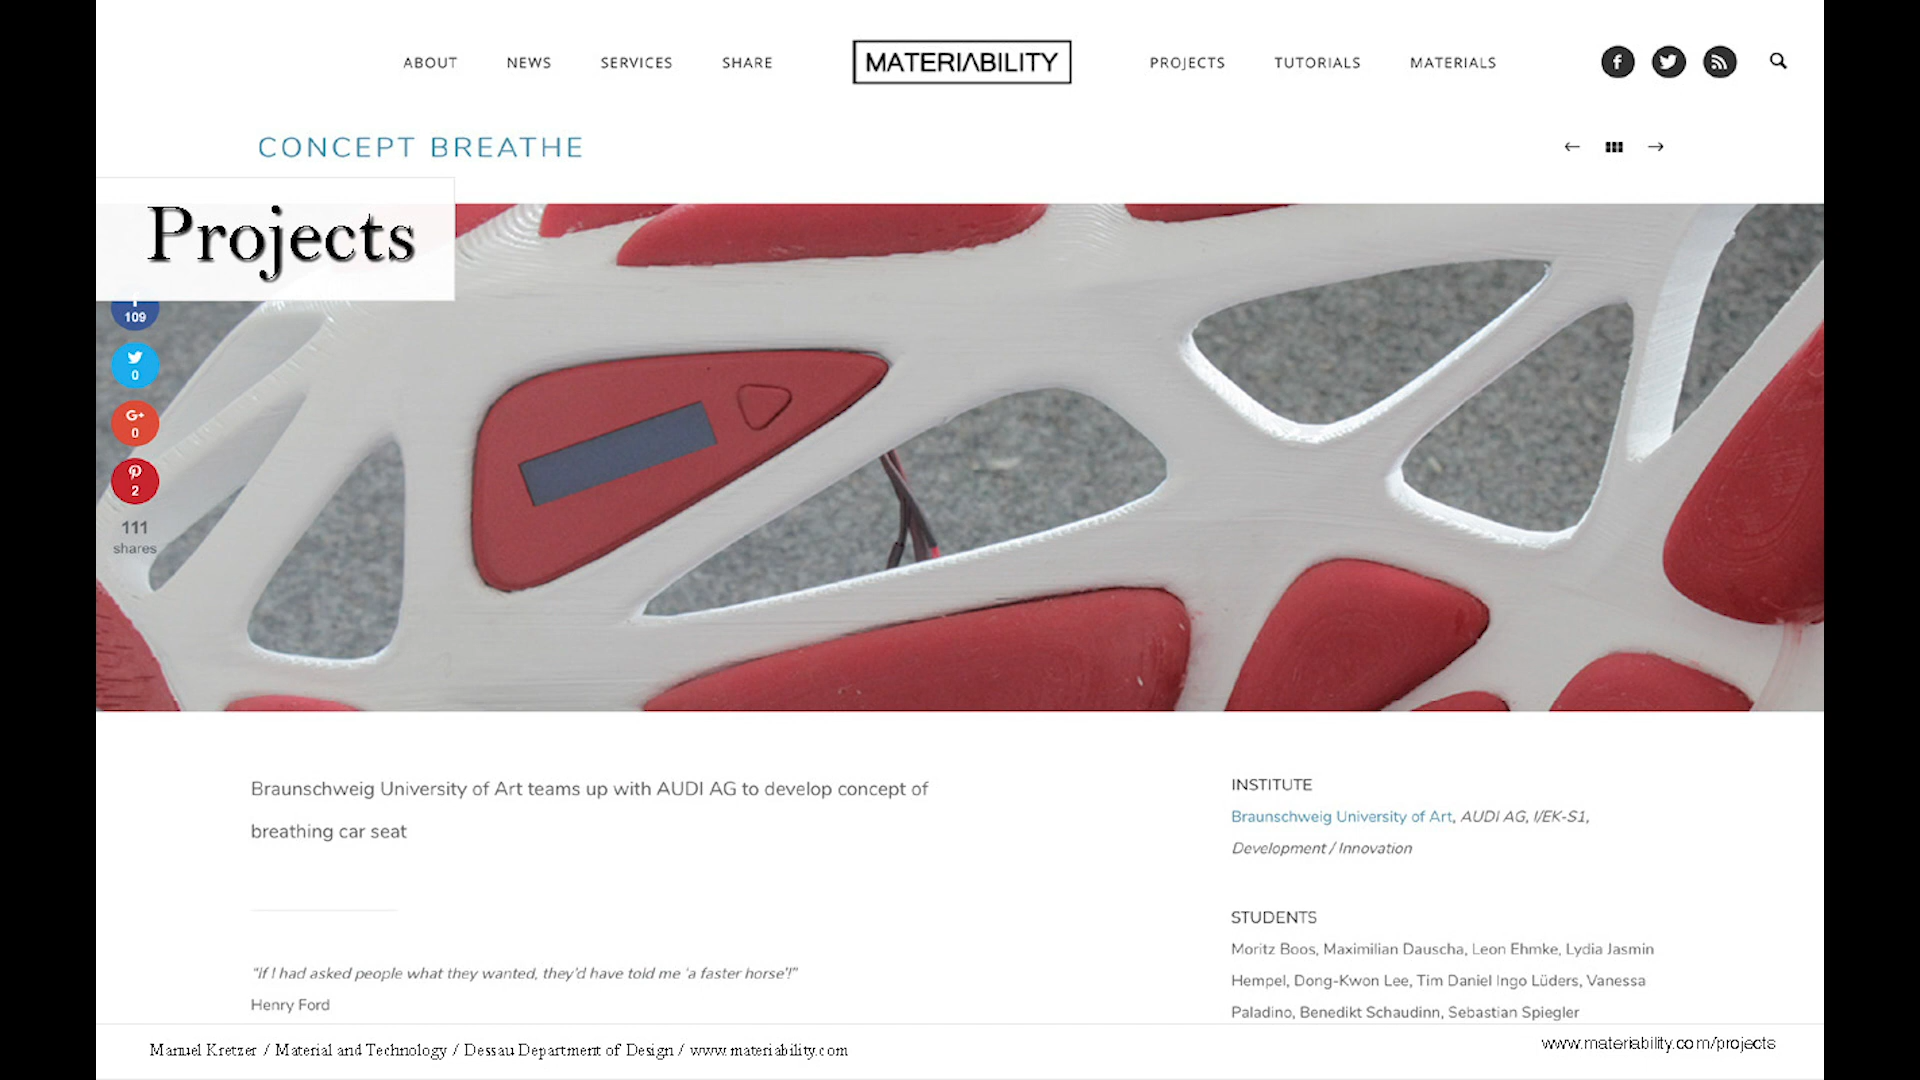 ABOUT NEWS SERVICES SHARE MATERIABILITY PROJECTS TUTORIALS MATERIALS
CONCEPT BREATHE
Projects
109
0
G+
0
2
111
shares
Braunschweig University of Art teams up with AUDI AG to develop concept of
breathing car seat
"If I had asked people what they wanted, they'd have told me 'a faster horse'!"
Henry Ford
INSTITUTE
Braunschweig University of Art, AUDI AG, I/EK-S1,
Development / Innovation
STUDENTS
Moritz Boos, Maximilian Dauscha, Leon Ehmke, Lydia Jasmin
Hempel, Dong-Kwon Lee, Tim Daniel Ingo Lüders, Vanessa
Paladino, Benedikt Schaudinn, Sebastian Spiegler
Manuel Kretzer / Material and Technology / Dessau Department of Design / www.materiability.com
www.materiability.com/projects